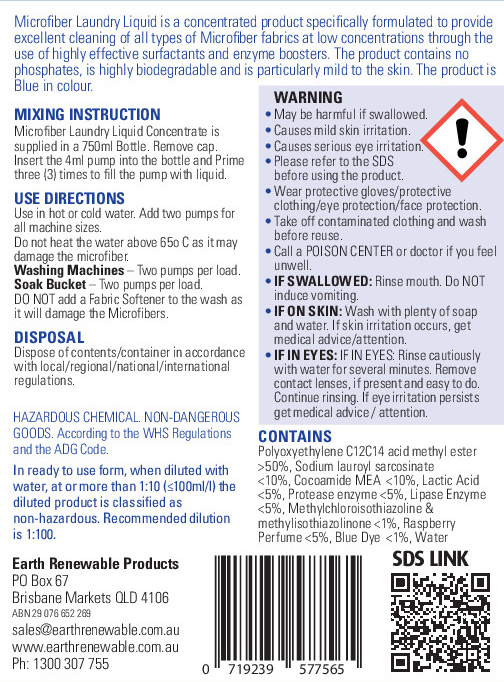 Microfiber Laundry Liquid is a concentrated product specifically formulated to provide
excellent cleaning of all types of Microfiber fabrics at low concentrations through the
use of highly effective surfactants and enzyme boosters. The product contains no
phosphates, is highly biodegradable and is particularly mild to the skin. The product is
Blue in colour.
MIXING INSTRUCTION
Microfiber Laundry Liquid Concentrate is
supplied in a 750ml Bottle. Remove cap.
Insert the 4ml pump into the bottle and Prime
three (3) times to fill the pump with liquid.
USE DIRECTIONS
Use in hot or cold water. Add two pumps for
all machine sizes.
Do not heat the water above 65o C as it may
damage the microfiber.
Washing Machines – Two pumps per load.
Soak Bucket – Two pumps per load.
DO NOT add a Fabric Softener to the wash as
it will damage the Microfibers.
DISPOSAL
Dispose of contents/container in accordance
with local/regional/national/international
regulations.
HAZARDOUS CHEMICAL. NON-DANGEROUS
GOODS. According to the WHS Regulations
and the ADG Code.
In ready to use form, when diluted with
water, at or more than 1:10 (≤100ml/l) the
diluted product is classified as
non-hazardous. Recommended dilution
is 1:100.
Earth Renewable Products
PO Box 67
Brisbane Markets QLD 4106
ABN 29 076 652 269
sales@earthrenewable.com.au
www.earthrenewable.com.au
Ph: 1300 307 755
WARNING
• May be harmful if swallowed.
• Causes mild skin irritation.
• Causes serious eye irritation.
• Please refer to the SDS
before using the product.
• Wear protective gloves/protective
clothing/eye protection/face protection.
• Take off contaminated clothing and wash
before reuse.
• Call a POISON CENTER or doctor if you feel
unwell.
• IF SWALLOWED: Rinse mouth. Do NOT
induce vomiting.
• IF ON SKIN: Wash with plenty of soap
and water. If skin irritation occurs, get
medical advice/attention.
• IF IN EYES: IF IN EYES: Rinse cautiously
with water for several minutes. Remove
contact lenses, if present and easy to do.
Continue rinsing. If eye irritation persists
get medical advice / attention.
CONTAINS
Polyoxyethylene C12C14 acid methyl ester
>50%, Sodium lauroyl sarcosinate
<10%, Cocoamide MEA <10%, Lactic Acid
<5%, Protease enzyme <5%, Lipase Enzyme
<5%, Methylchloroisothiazoline &
methylisothiazolinone <1%, Raspberry
Perfume <5%, Blue Dye <1%, Water
SDS LINK
0 719239 577565